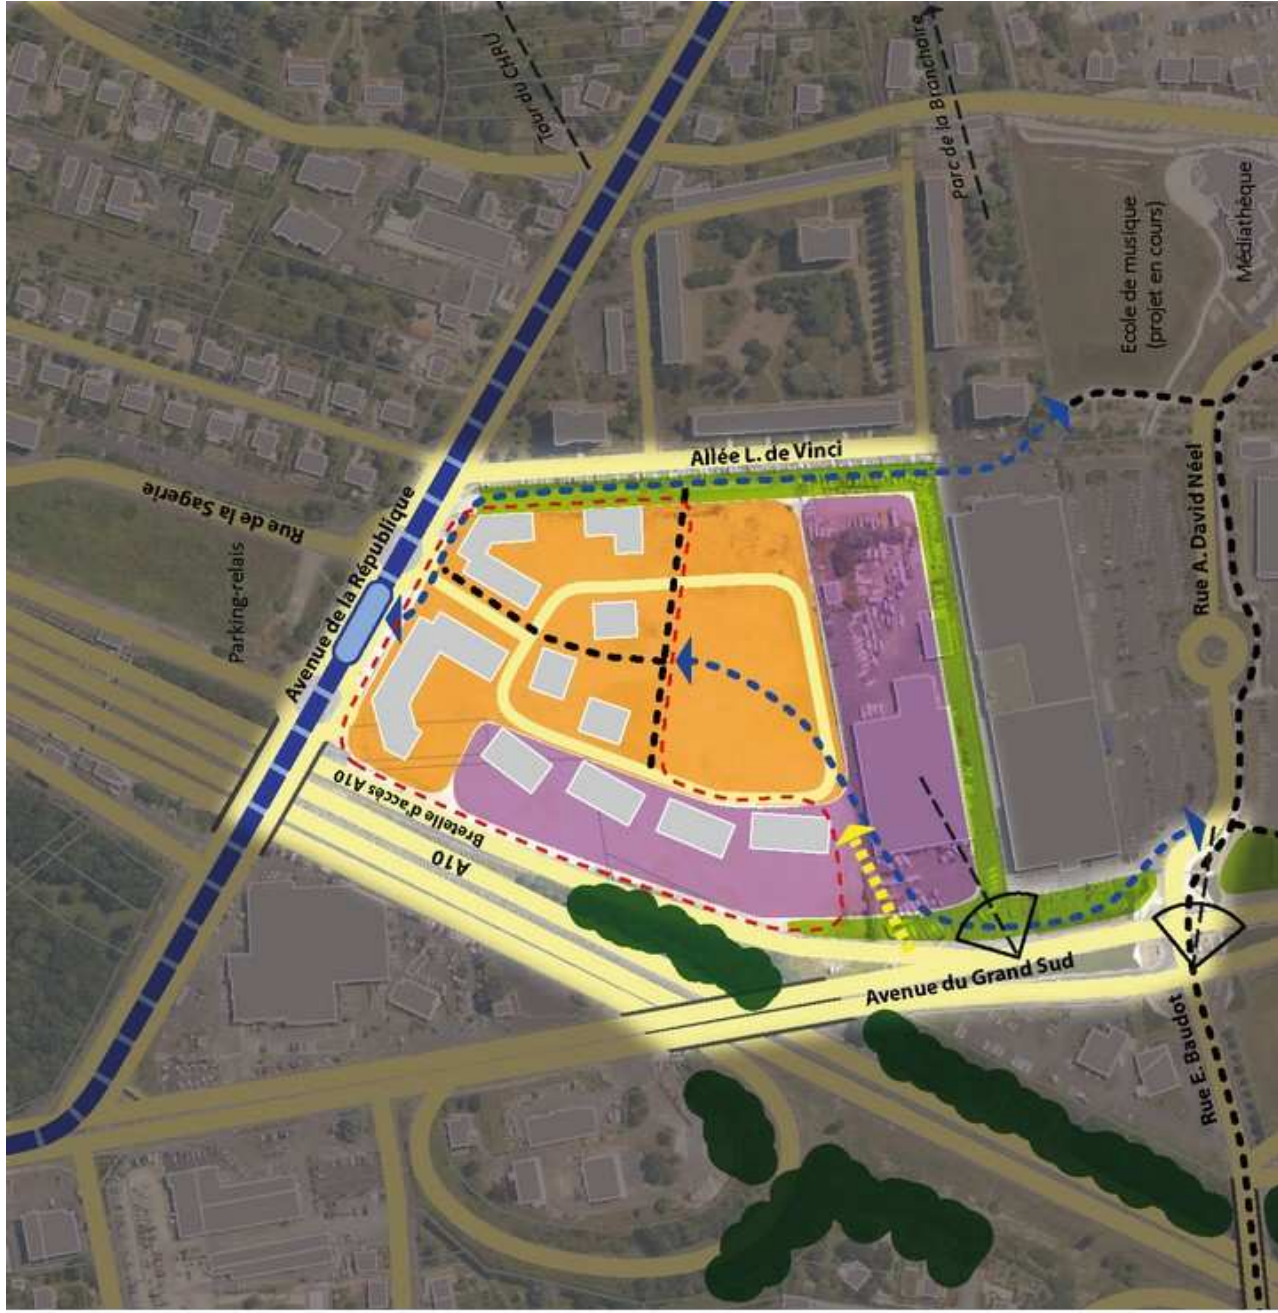 Tour du CHRU
Parc de la Branchoire
Ecole de musique
(projet en cours)
Médiathèque
Allée L. de Vinci
Rue de la Sagerie
Avenue de la République
Parking-relais
Rue A. David Néel
Bretelle d'accès A10
A10
Avenue du Grand Sud
Rue E. Baudot